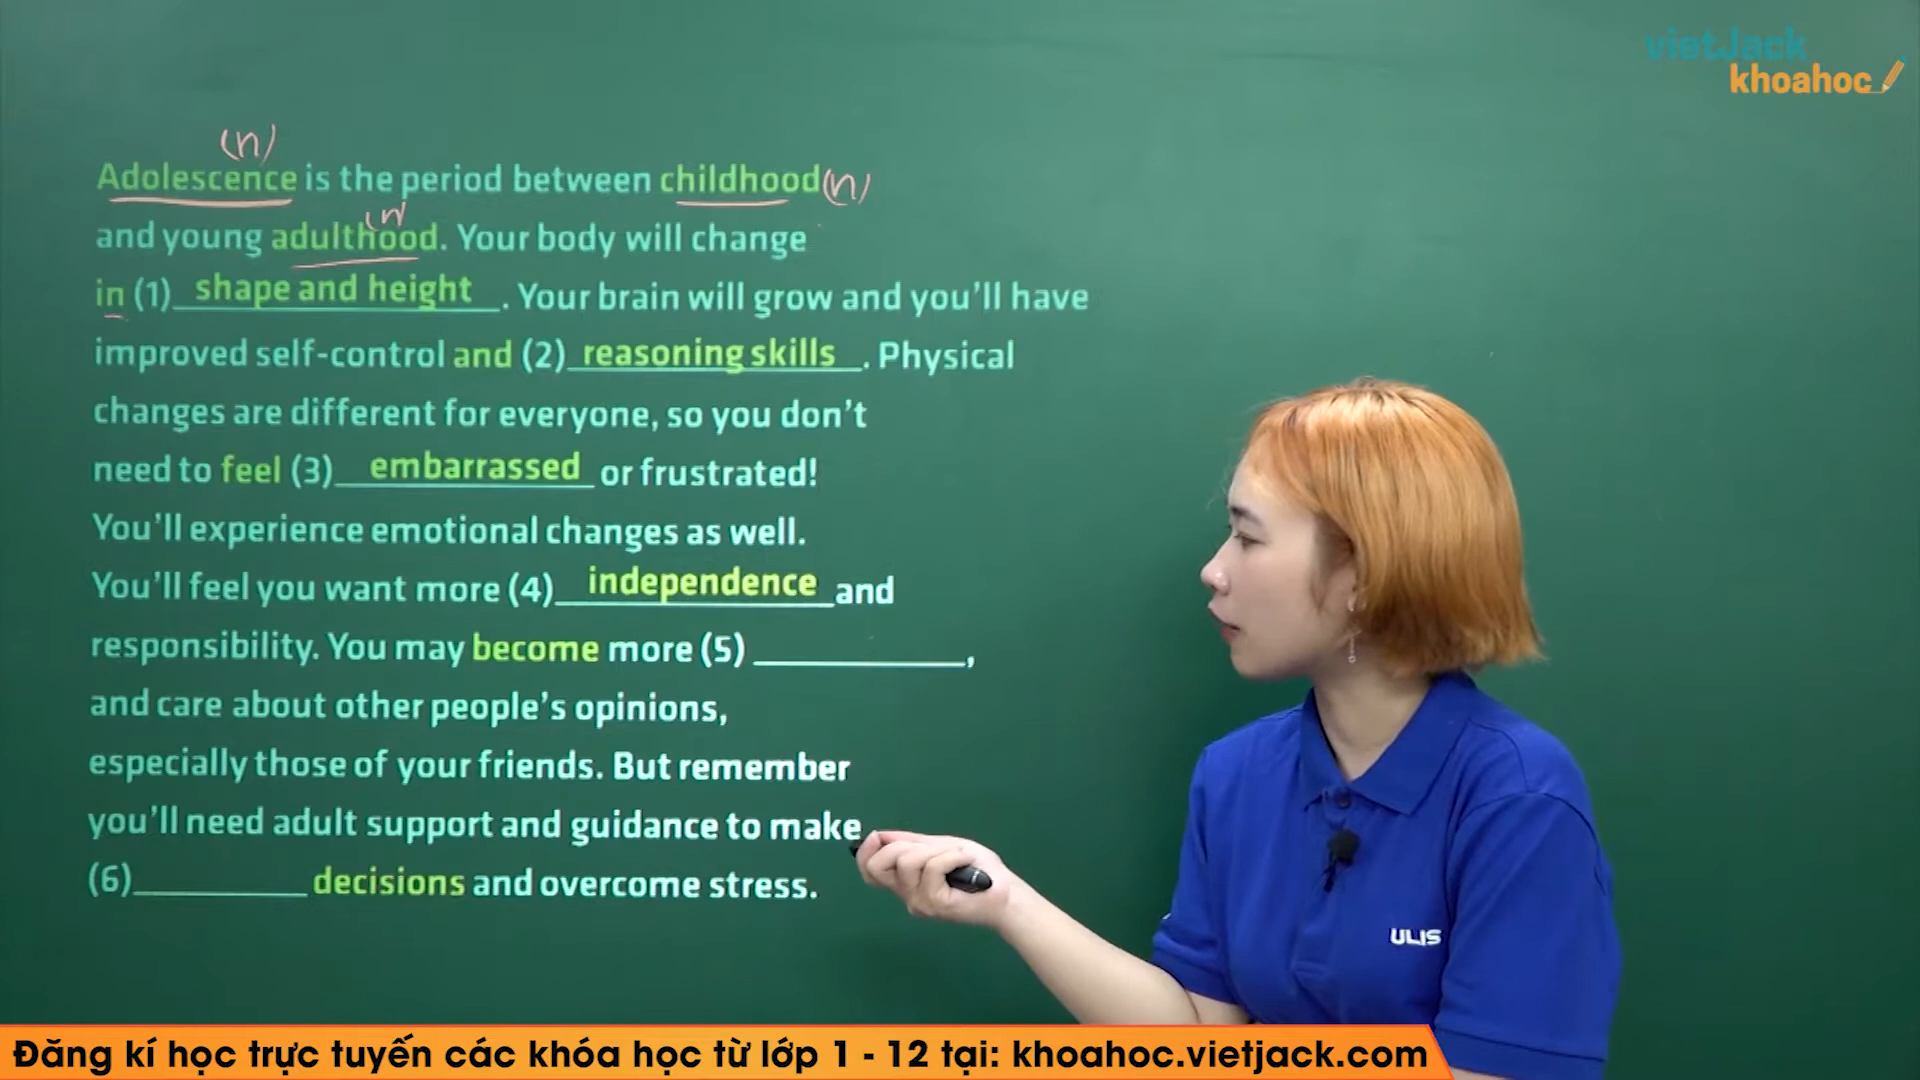 vietJack
khoahoc
(n)
Adolescence is the period between childhood (n)
(n)
and young adulthood. Your body will change
in (1) shape and height. Your brain will grow and you'll have
improved self-control and (2) reasoning skills. Physical
changes are different for everyone, so you don't
need to feel (3) embarrassed or frustrated!
You'll experience emotional changes as well.
You'll feel you want more (4) independence and
responsibility. You may become more (5) ____________,
and care about other people's opinions,
especially those of your friends. But remember
you'll need adult support and guidance to make
(6)__________ decisions and overcome stress.
ULIS
Đăng kí học trực tuyến các khóa học từ lớp 1 - 12 tại: khoahoc.vietjack.com